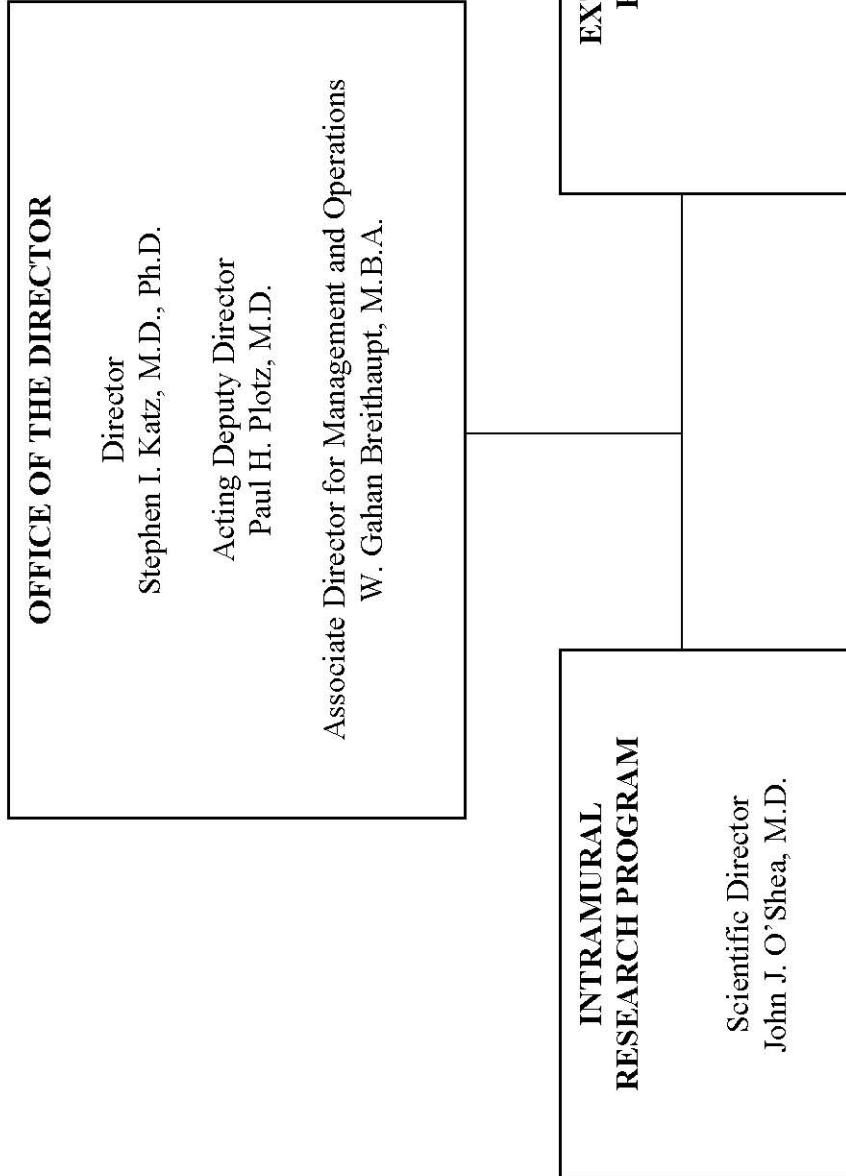 OFFICE OF THE DIRECTOR
Director
Stephen I. Katz, M.D., Ph.D.
Acting Deputy Director
Paul H. Plotz, M.D.
Associate Director for Management and Operations
W. Gahan Breithaupt, M.B.A.
INTRAMURAL
RESEARCH PROGRAM
Scientific Director
John J. O’Shea, M.D.
EX